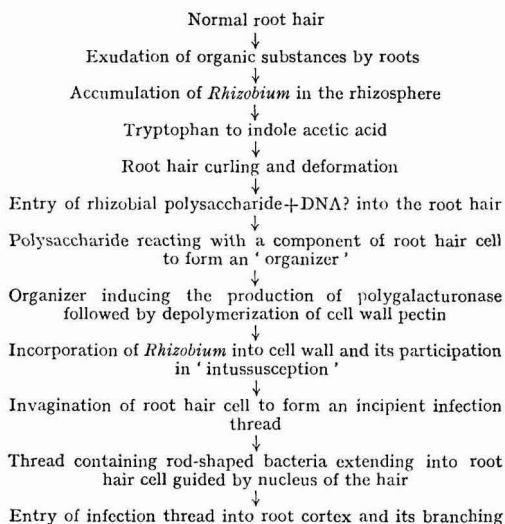 Normal root hair
↓
Exudation of organic substances by roots
↓
Accumulation of Rhizobium in the rhizosphere
↓
Tryptophan to indole acetic acid
↓
Root hair curling and deformation
↓
Entry of rhizobial polysaccharide+DNA? into the root hair
↓
Polysaccharide reacting with a component of root hair cell
to form an ' organizer '
↓
Organizer inducing the production of polygalacturonase
followed by depolymerization of cell wall pectin
↓
Incorporation of Rhizobium into cell wall and its participation
in ' intussusception '
↓
Invagination of root hair cell to form an incipient infection
thread
↓
Thread containing rod-shaped bacteria extending into root
hair cell guided by nucleus of the hair
↓
Entry of infection thread into root cortex and its branching